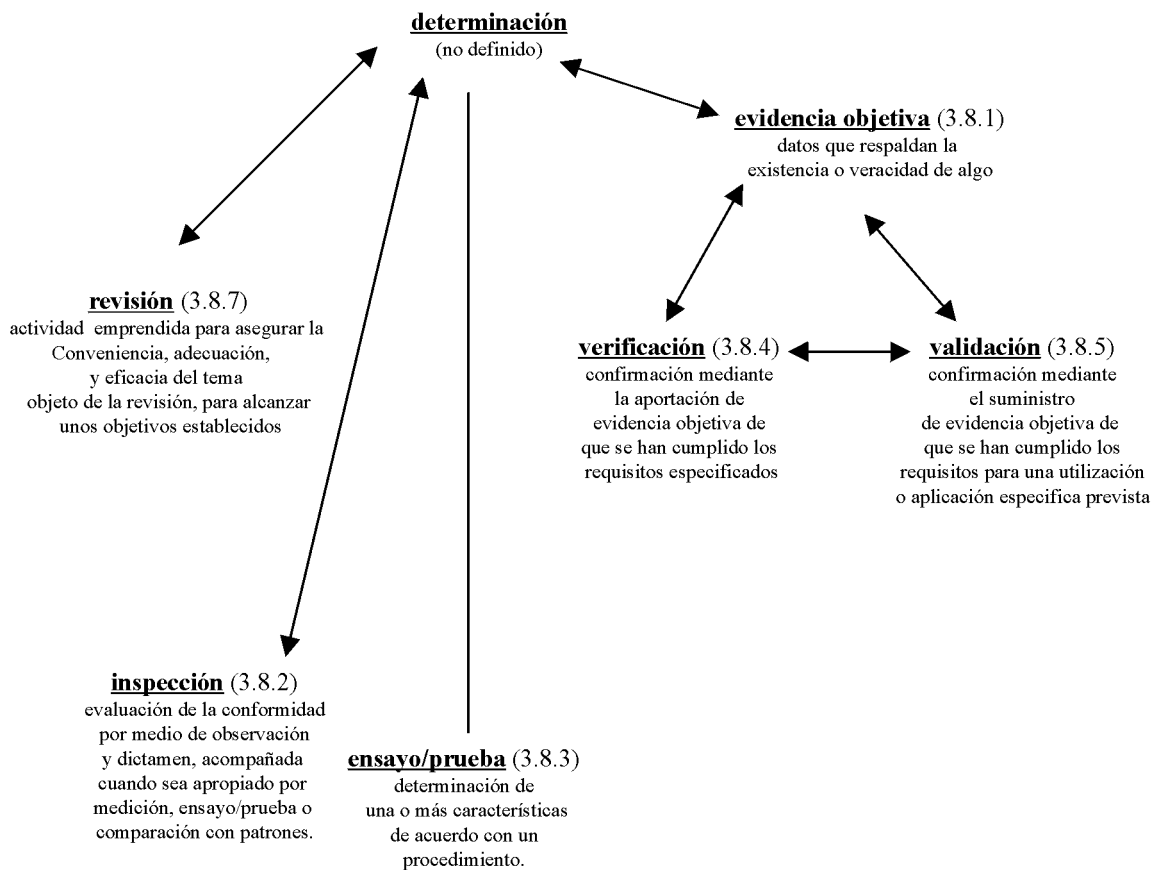 determinación
(no definido)
evidencia objetiva (3.8.1)
datos que respaldan la
existencia o veracidad de algo
revisión (3.8.7)
actividad emprendida para asegurar la
Conveniencia, adecuación,
y eficacia del tema
objeto de la revisión, para alcanzar
unos objetivos establecidos
verificación (3.8.4)
confirmación mediante
la aportación de
evidencia objetiva de
que se han cumplido los
requisitos especificados
validación (3.8.5)
confirmación mediante
el suministro
de evidencia objetiva de
que se han cumplido los
requisitos para una utilización
o aplicación especifica prevista
inspección (3.8.2)
evaluación de la conformidad
por medio de observación
y dictamen, acompañada
cuando sea apropiado por
medición, ensayo/prueba o
comparación con patrones.
ensayo/prueba (3.8.3)
determinación de
una o más características
de acuerdo con un
procedimiento.